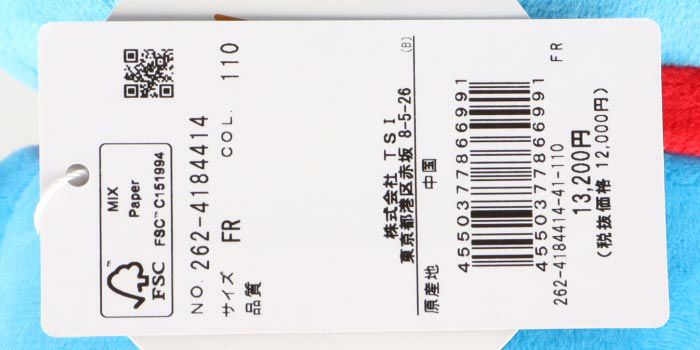 MIX
Paper
FSC™ C151994
FSC
NO. 262-4184414
COL. 110
サイズ FR
品質
株式会社 TSI
東京都港区赤坂 8-5-26
(B)
原産地 中国
4550377866991
4550377866991
FR
262-4184414-41-110
13,200円
(税抜価格 12,000円)